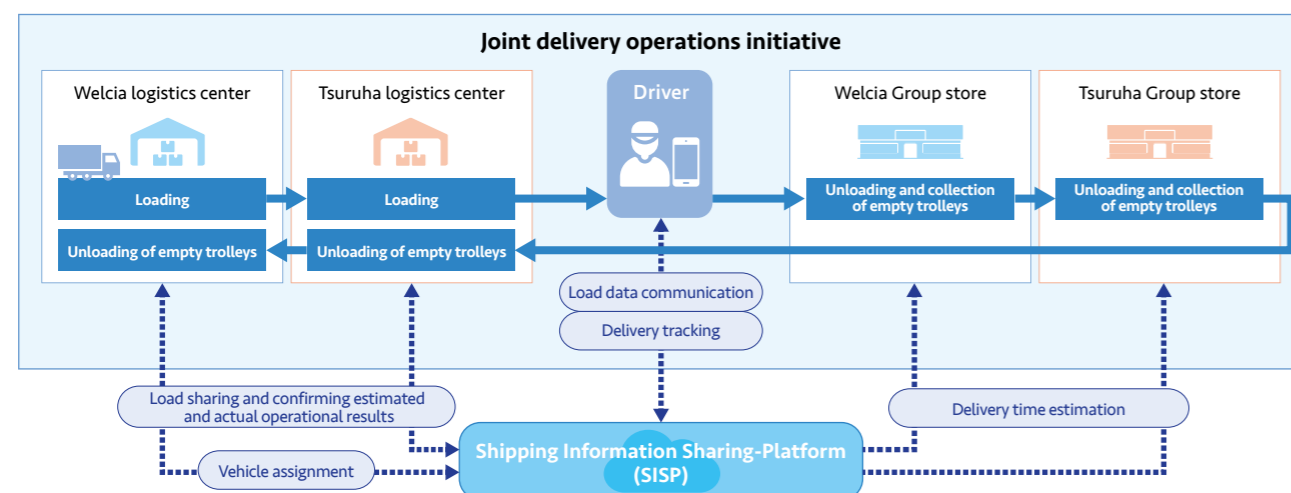 Joint delivery operations initiative
Welcia logistics center
Tsuruha logistics center
Driver
Welcia Group store
Tsuruha Group store
Loading
Loading
Unloading and collection
of empty trolleys
Unloading and collection
of empty trolleys
Unloading of empty trolleys
Unloading of empty trolleys
Load data communication
Delivery tracking
Load sharing and confirming estimated
and actual operational results
Delivery time estimation
Vehicle assignment
Shipping Information Sharing-Platform
(SISP)